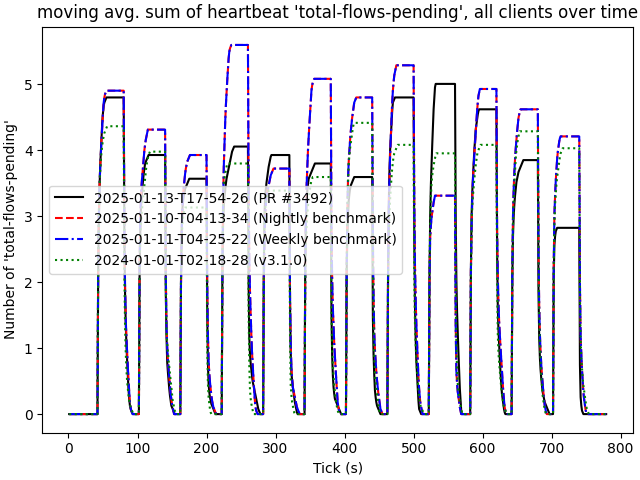 moving avg. sum of heartbeat 'total-flows-pending', all clients over time
Number of 'total-flows-pending'
5
4
3
2
1
0
2025-01-13-T17-54-26 (PR #3492)
2025-01-10-T04-13-34 (Nightly benchmark)
2025-01-11-T04-25-22 (Weekly benchmark)
2024-01-01-T02-18-28 (v3.1.0)
0 100 200 300 400 500 600 700 800
Tick (s)